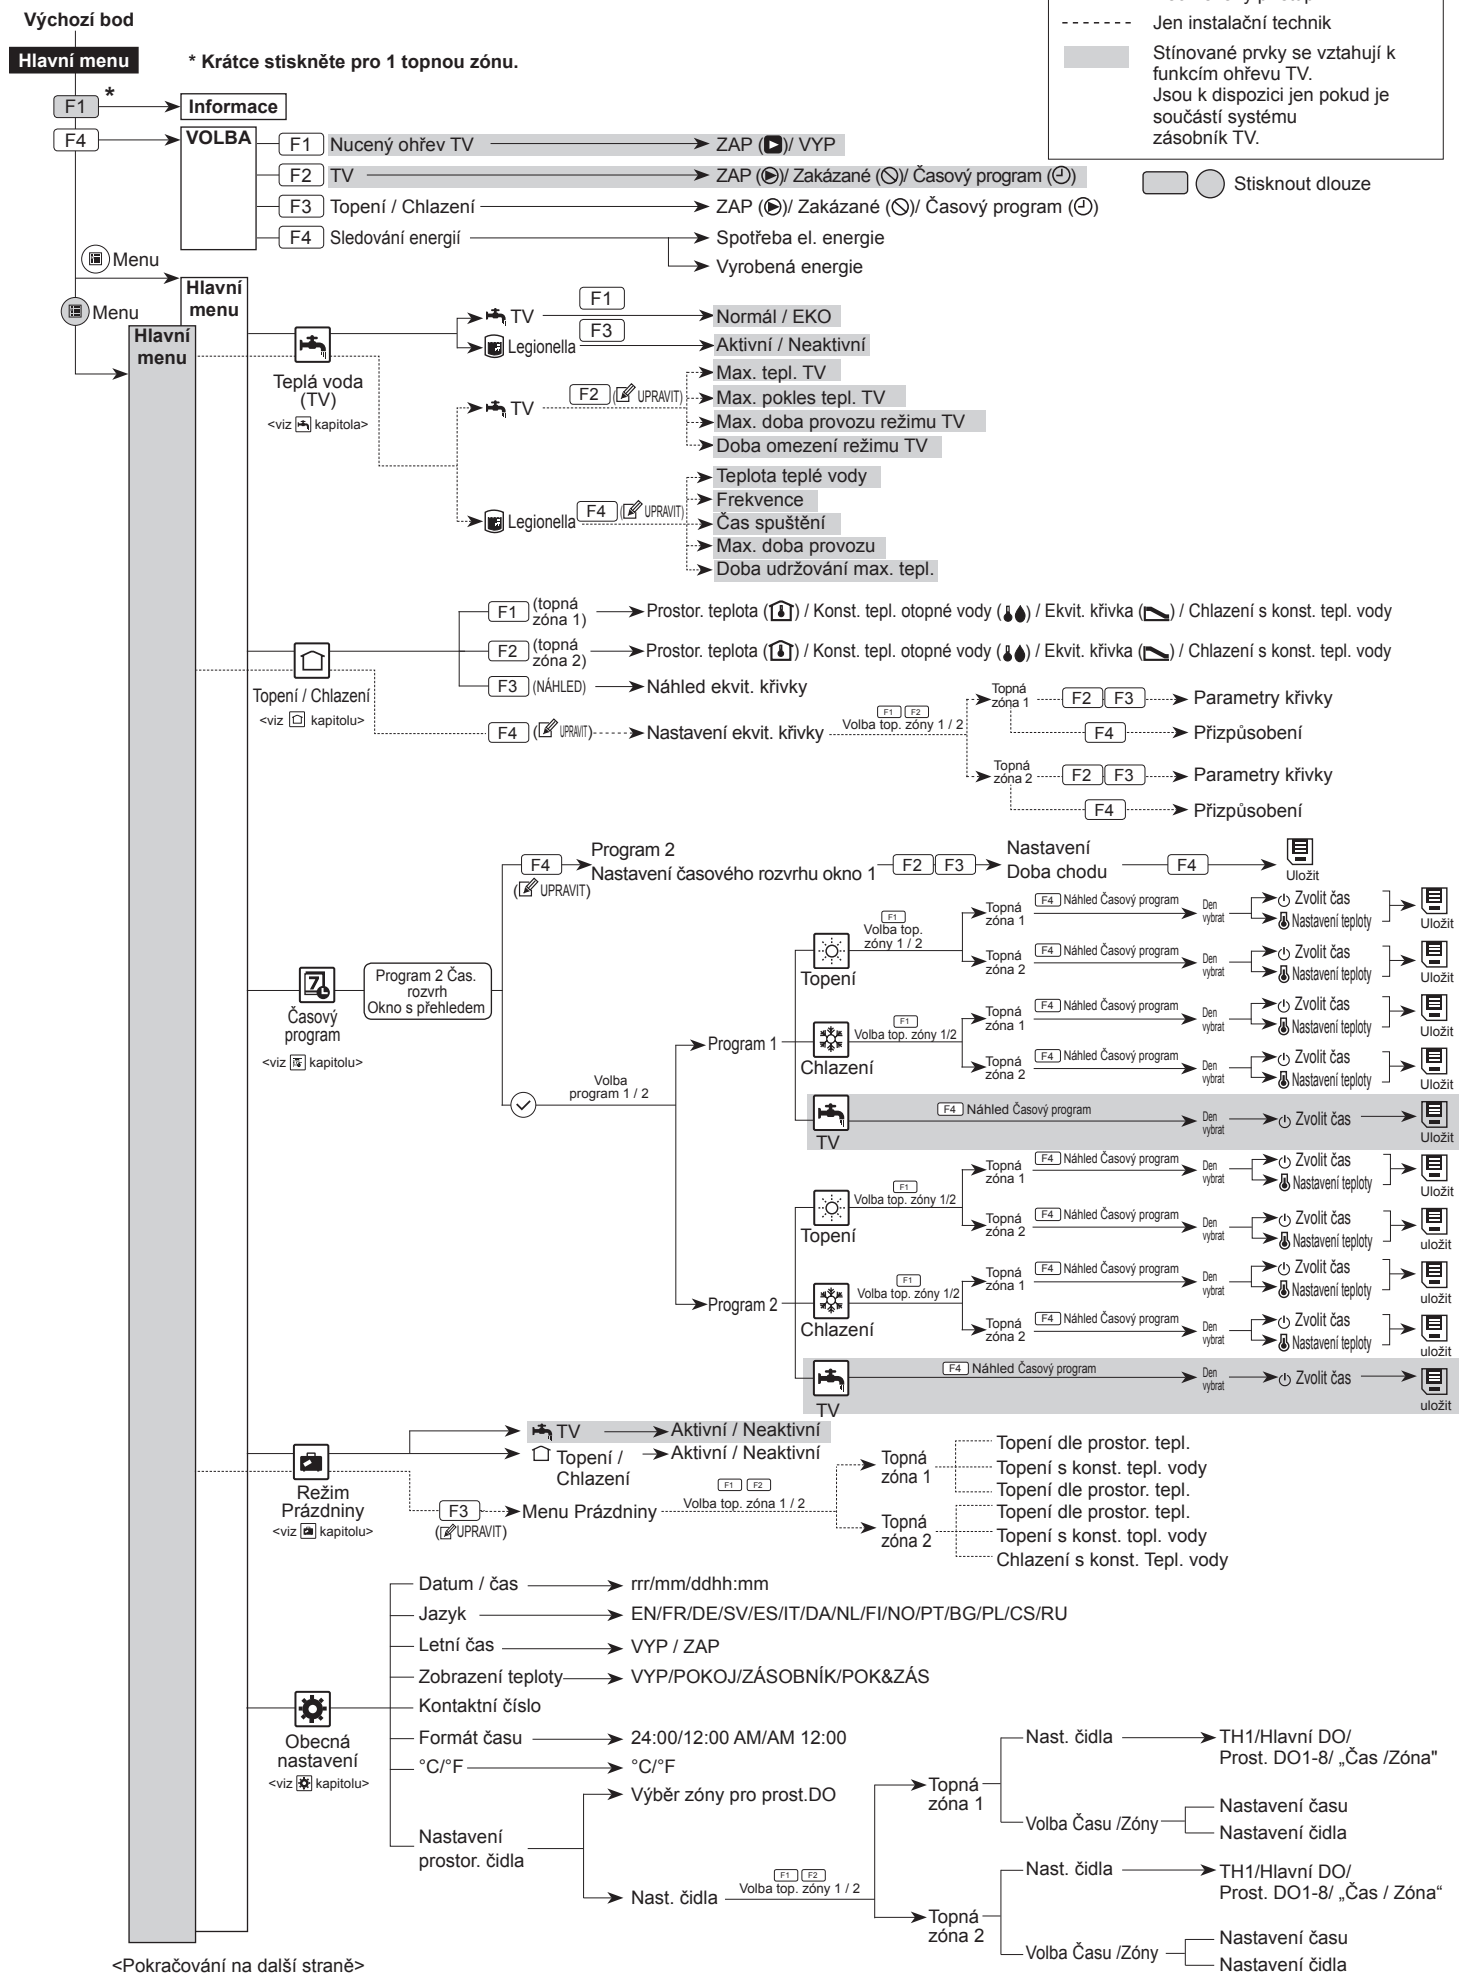 Výchozí bod
Hlavní menu
* Krátce stiskněte pro 1 topnou zónu.
Jen instalační technik
Stínované prvky se vztahují k
funkcím ohřevu TV.
Jsou k dispozici jen pokud je
součástí systému
zásobník TV.
Stisknout dlouze
F1 * Informace
F4 VOLBA
F1 Nucený ohřev TV ZAP ()/ VYP
F2 TV ZAP ()/ Zakázané ()/ Časový program ()
F3 Topení / Chlazení ZAP ()/ Zakázané ()/ Časový program ()
F4 Sledování energií Spotřeba el. energie
Vyrobená energie
Menu
Hlavní
menu
Menu
Hlavní
menu
Teplá voda
(TV)
<viz kapitola>
TV F1 Normál / EKO
Legionella F3 Aktivní / Neaktivní
TV F2 (UPRAVIT)
Max. tepl. TV
Max. pokles tepl. TV
Max. doba provozu režimu TV
Doba omezení režimu TV
Legionella F4 (UPRAVIT)
Teplota teplé vody
Frekvence
Čas spuštění
Max. doba provozu
Doba udržování max. tepl.
Topení / Chlazení
<viz kapitolu>
F1 (topná
zóna 1)
Prostor. teplota () / Konst. tepl. otopné vody () / Ekvit. křivka () / Chlazení s konst. tepl. vody
F2 (topná
zóna 2)
Prostor. teplota () / Konst. tepl. otopné vody () / Ekvit. křivka () / Chlazení s konst. tepl. vody
F3 (NÁHLED) Náhled ekvit. křivky
F4 (UPRAVIT) Nastavení ekvit. křivky
F1 F2
Volba top. zóny 1 / 2
Topná
zóna 1
F2 F3 Parametry křivky
F4 Přizpůsobení
Topná
zóna 2
F2 F3 Parametry křivky
F4 Přizpůsobení
Časový
program
<viz kapitolu>
Program 2 Čas.
rozvrh
Okno s přehledem
F4
(UPRAVIT)
Program 2
Nastavení časového rozvrhu okno 1
F2 F3
Nastavení
Doba chodu
F4
Uložit
Volba
program 1 / 2
Program 1
Topení
F1
Volba top.
zóny 1 / 2
Topná
zóna 1
F4 Náhled Časový program
Den
vybrat
Zvolit čas
Nastavení teploty
Uložit
Topná
zóna 2
F4 Náhled Časový program
Den
vybrat
Zvolit čas
Nastavení teploty
Uložit
Chlazení
F1
Volba top. zóny 1/2
Topná
zóna 1
F4 Náhled Časový program
Den
vybrat
Zvolit čas
Nastavení teploty
Uložit
Topná
zóna 2
F4 Náhled Časový program
Den
vybrat
Zvolit čas
Nastavení teploty
Uložit
TV
F4 Náhled Časový program
Den
vybrat
Zvolit čas
Uložit
Program 2
Topení
F1
Volba top. zóny 1/2
Topná
zóna 1
F4 Náhled Časový program
Den
vybrat
Zvolit čas
Nastavení teploty
Uložit
Topná
zóna 2
F4 Náhled Časový program
Den
vybrat
Zvolit čas
Nastavení teploty
uložit
Chlazení
F1
Volba top. zóny 1/2
Topná
zóna 1
F4 Náhled Časový program
Den
vybrat
Zvolit čas
Nastavení teploty
uložit
Topná
zóna 2
F4 Náhled Časový program
Den
vybrat
Zvolit čas
Nastavení teploty
uložit
TV
F4 Náhled Časový program
Den
vybrat
Zvolit čas
uložit
Režim
Prázdniny
<viz kapitolu>
TV Aktivní / Neaktivní
Topení /
Chlazení
Aktivní / Neaktivní
F3
(UPRAVIT)
Menu Prázdniny
F1 F2
Volba top. zóna 1 / 2
Topná
zóna 1
Topení dle prostor. tepl.
Topení s konst. tepl. vody
Topení dle prostor. tepl.
Topná
zóna 2
Topení dle prostor. tepl.
Topení s konst. topl. vody
Chlazení s konst. Tepl. vody
Obecná
nastavení
<viz kapitolu>
Datum / čas rrr/mm/ddhh:mm
Jazyk EN/FR/DE/SV/ES/IT/DA/NL/FI/NO/PT/BG/PL/CS/RU
Letní čas VYP / ZAP
Zobrazení teploty VYP/POKOJ/ZÁSOBNÍK/POK&ZÁS
Kontaktní číslo
Formát času 24:00/12:00 AM/AM 12:00
°C/°F °C/°F
Nastavení
prostor. čidla
Výběr zóny pro prost.DO
Nast. čidla
F1 F2
Volba top. zóny 1 / 2
Topná
zóna 1
Nast. čidla
TH1/Hlavní DO/
Prost. DO1-8/ „Čas /Zóna"
Volba Času /Zóny
Nastavení času
Nastavení čidla
Topná
zóna 2
Nast. čidla
TH1/Hlavní DO/
Prost. DO1-8/ „Čas / Zóna“
Volba Času /Zóny
Nastavení času
Nastavení čidla
<Pokračování na další straně>